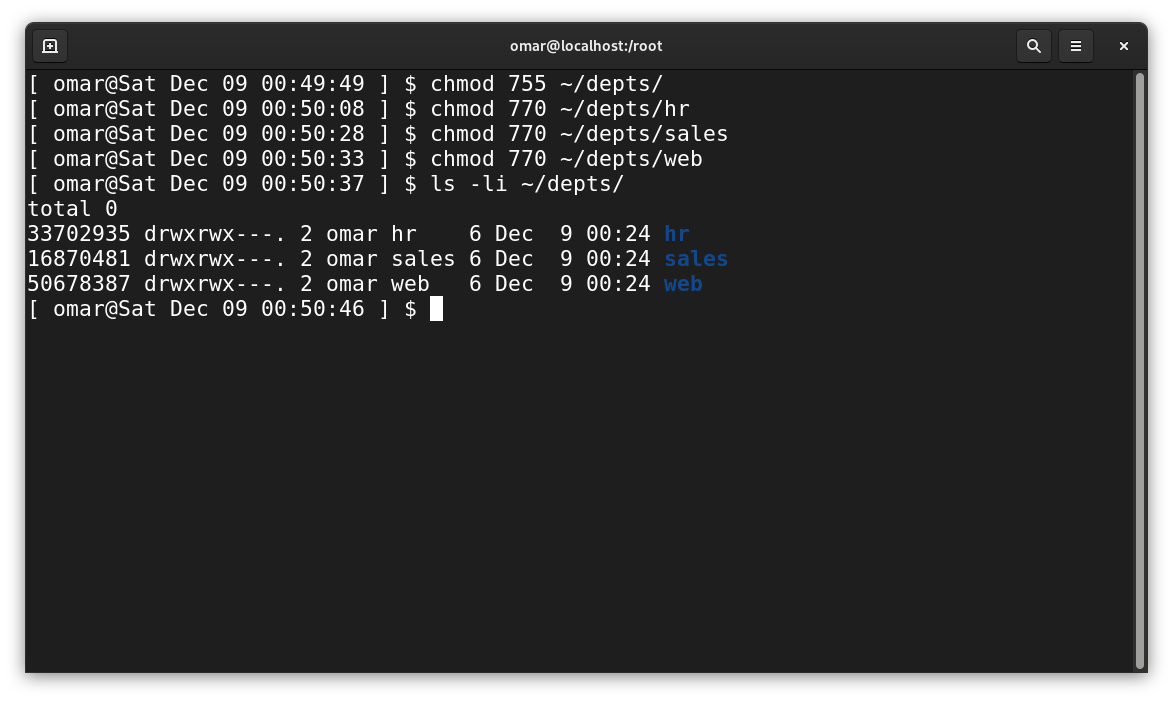 omar@localhost:/root
[ omar@Sat Dec 09 00:49:49 ] $ chmod 755 ~/depts/
[ omar@Sat Dec 09 00:50:08 ] $ chmod 770 ~/depts/hr
[ omar@Sat Dec 09 00:50:28 ] $ chmod 770 ~/depts/sales
[ omar@Sat Dec 09 00:50:33 ] $ chmod 770 ~/depts/web
[ omar@Sat Dec 09 00:50:37 ] $ ls -li ~/depts/
total 0
33702935 drwxrwx---. 2 omar hr    6 Dec  9 00:24 hr
16870481 drwxrwx---. 2 omar sales 6 Dec  9 00:24 sales
50678387 drwxrwx---. 2 omar web   6 Dec  9 00:24 web
[ omar@Sat Dec 09 00:50:46 ] $